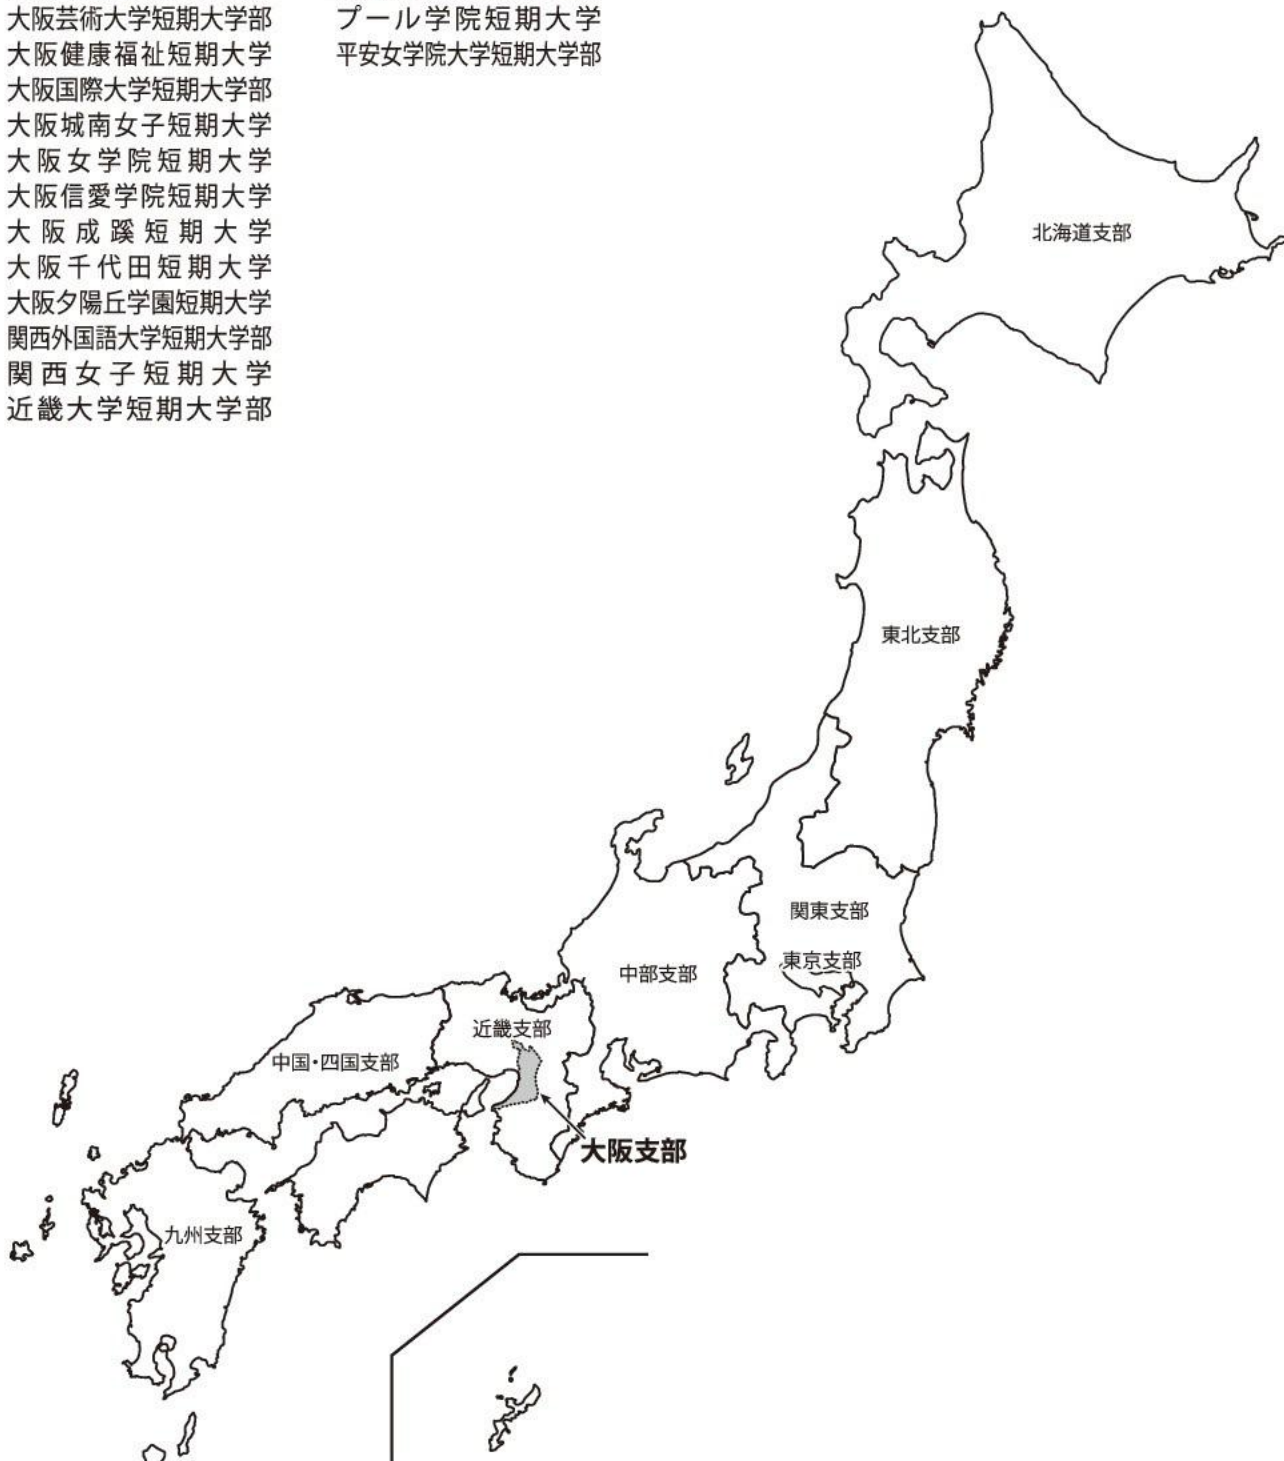 大阪芸術大学短期大学部
大阪健康福祉短期大学
大阪国際大学短期大学部
大阪城南女子短期大学
大阪女学院短期大学
大阪信愛学院短期大学
大阪成蹊短期大学
大阪千代田短期大学
大阪夕陽丘学園短期大学
関西外国語大学短期大学部
関西女子短期大学
近畿大学短期大学部
プール学院短期大学
平安女学院大学短期大学部
北海道支部
東北支部
関東支部
東京支部
中部支部
近畿支部
中国・四国支部
大阪支部
九州支部